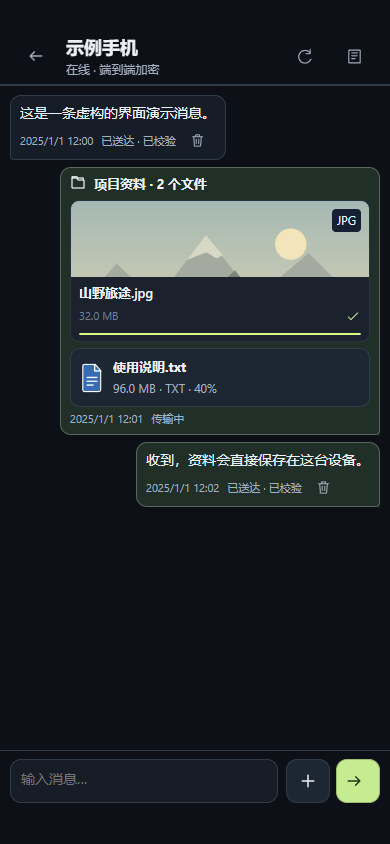 示例手机
在线 · 端到端加密
这是一条虚构的界面演示消息。
2025/1/1 12:00 已送达 · 已校验
项目资料 · 2 个文件
JPG
山野旅途.jpg
32.0 MB
使用说明.txt
96.0 MB · TXT · 40%
2025/1/1 12:01 传输中
收到，资料会直接保存在这台设备。
2025/1/1 12:02 已送达 · 已校验
输入消息...